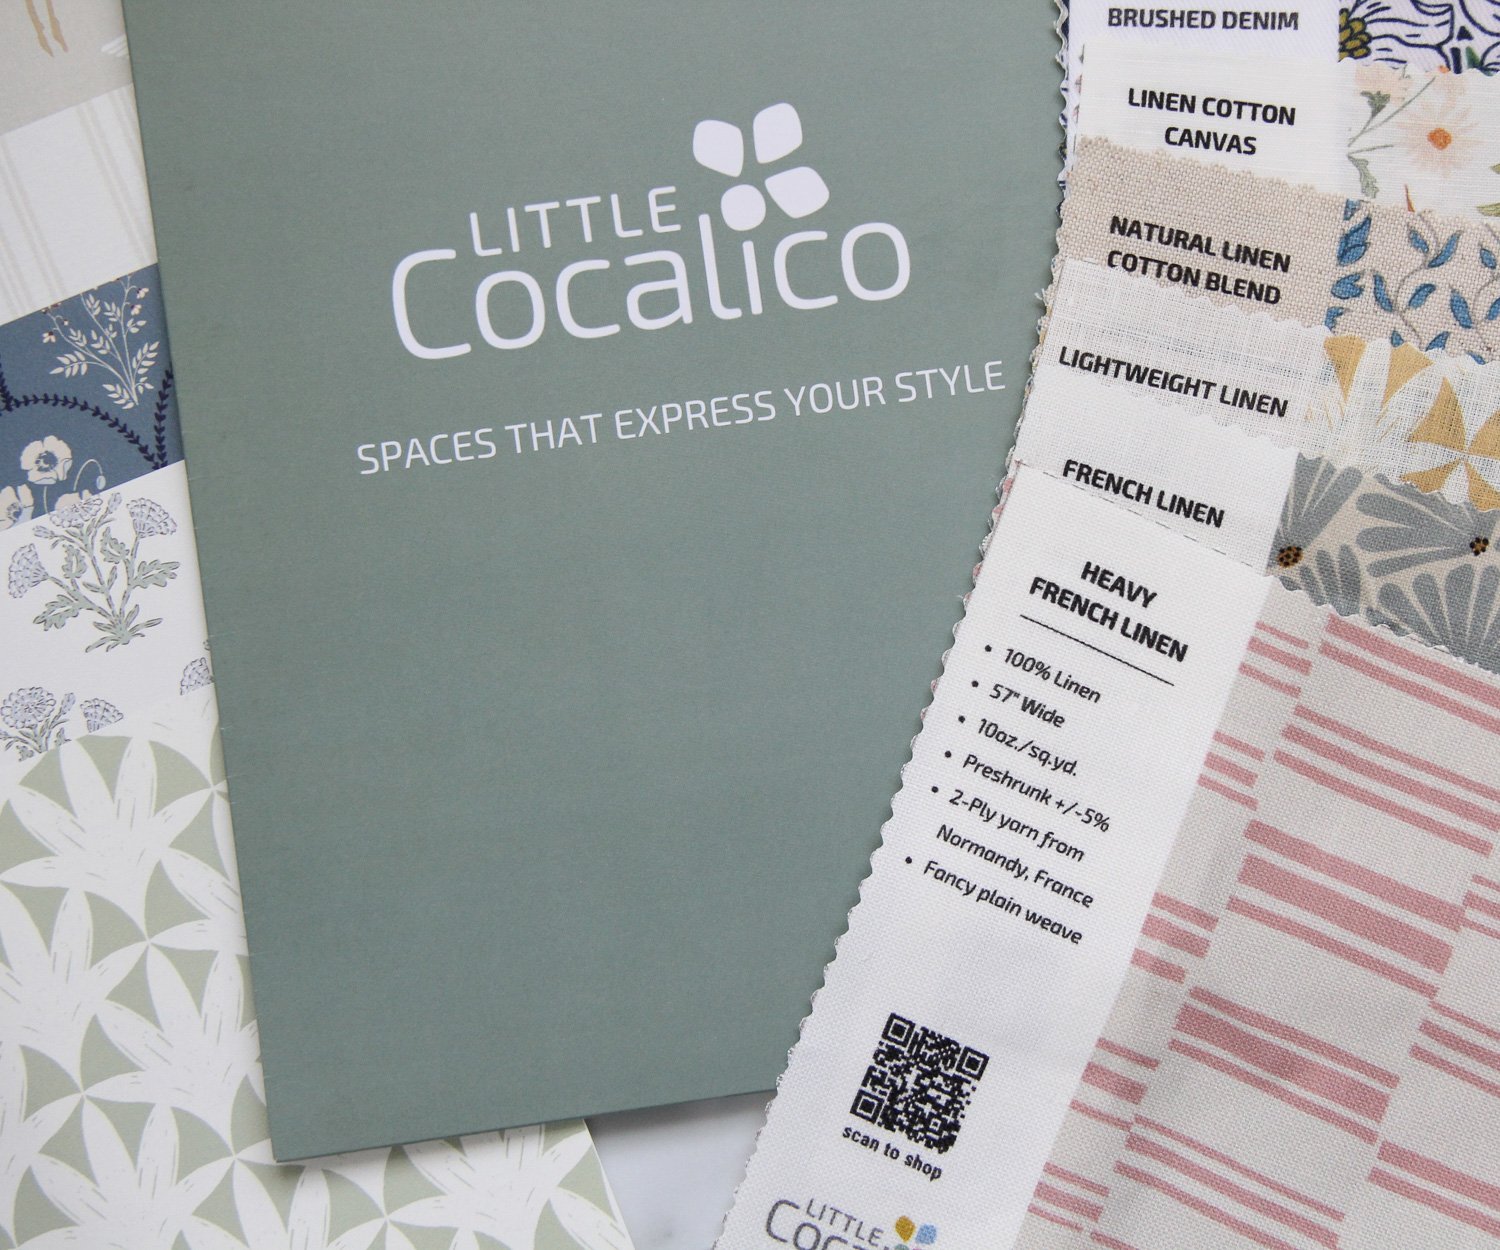 LITTLE
Cocalico
SPACES THAT EXPRESS YOUR STYLE
BRUSHED DENIM
LINEN COTTON
CANVAS
NATURAL LINEN
COTTON BLEND
LIGHTWEIGHT LINEN
FRENCH LINEN
HEAVY
FRENCH LINEN
• 100% Linen
• 57" Wide
• 10oz./sq.yd.
• Preshrunk +/-5%
• 2-Ply yarn from
Normandy, France
• Fancy plain weave
scan to shop
LITTLE